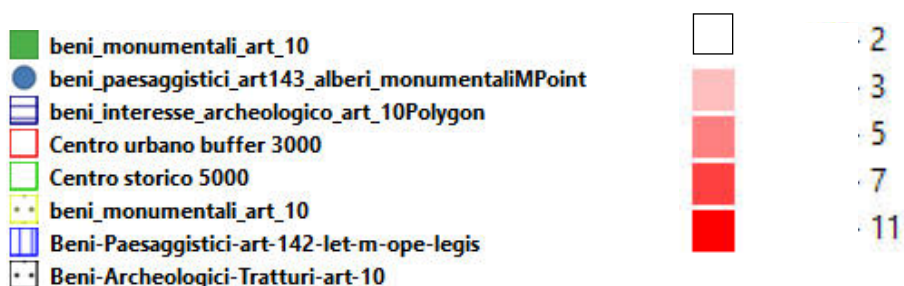 beni_monumentali_art_10
beni_paesaggistici_art143_alberi_monumentaliMPoint
beni_interesse_archeologico_art_10Polygon
Centro urbano buffer 3000
Centro storico 5000
beni_monumentali_art_10
Beni-Paesaggistici-art-142-let-m-ope-legis
Beni-Archeologici-Tratturi-art-10
2
3
5
7
11